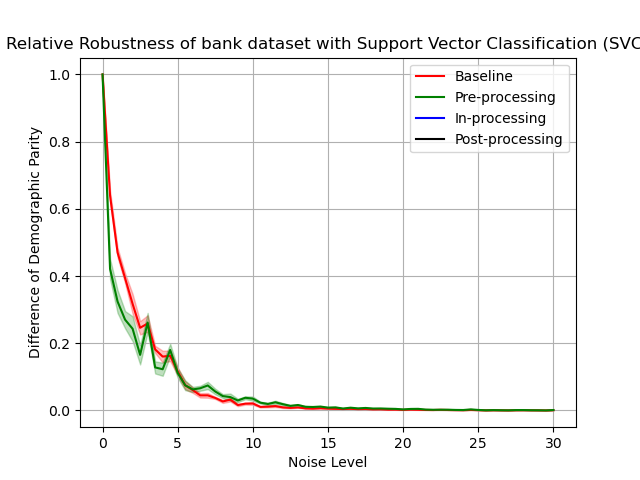 Relative Robustness of bank dataset with Support Vector Classification (SVC
Difference of Demographic Parity
1.0
0.8
0.6
0.4
0.2
0.0
Baseline
Pre-processing
In-processing
Post-processing
0 5 10 15 20 25 30
Noise Level